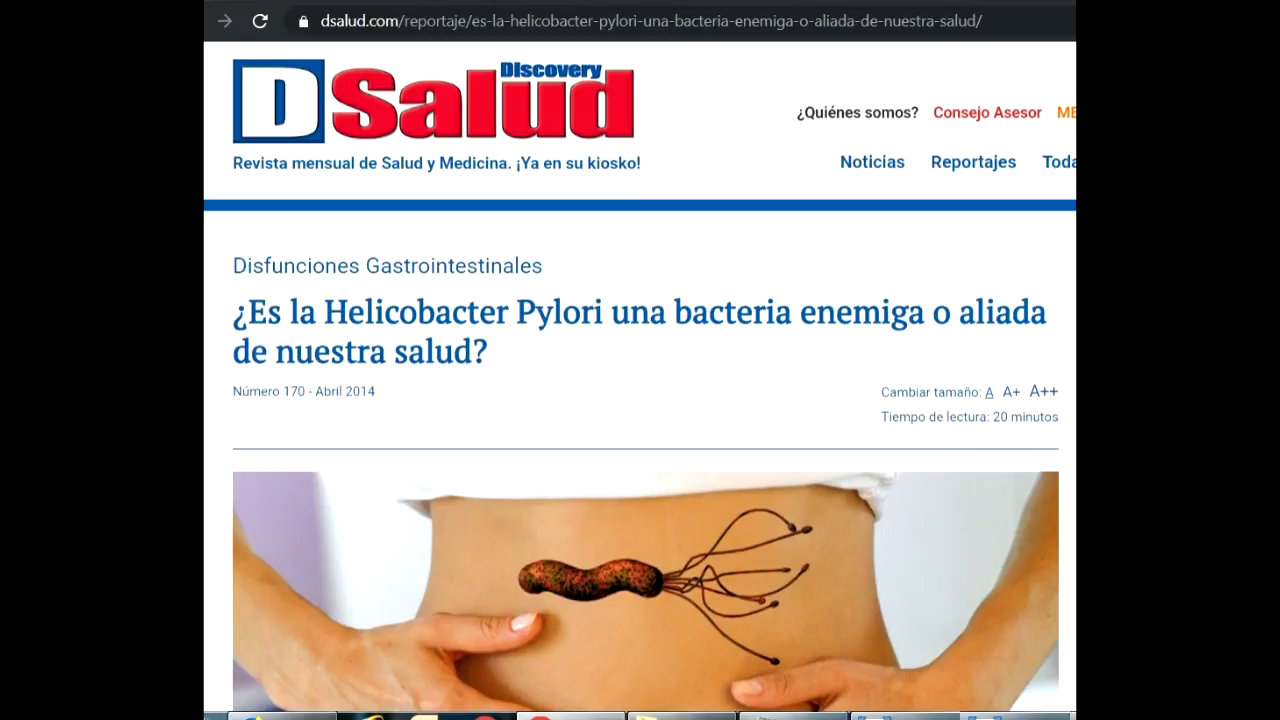 dsalud.com/reportaje/es-la-helicobacter-pylori-una-bacteria-enemiga-o-aliada-de-nuestra-salud/
DSalud Discovery
¿Quiénes somos? Consejo Asesor ME
Revista mensual de Salud y Medicina. ¡Ya en su kiosko!
Noticias Reportajes Toda
Disfunciones Gastrointestinales
¿Es la Helicobacter Pylori una bacteria enemiga o aliada
de nuestra salud?
Número 170 - Abril 2014
Cambiar tamaño: A A+ A++
Tiempo de lectura: 20 minutos